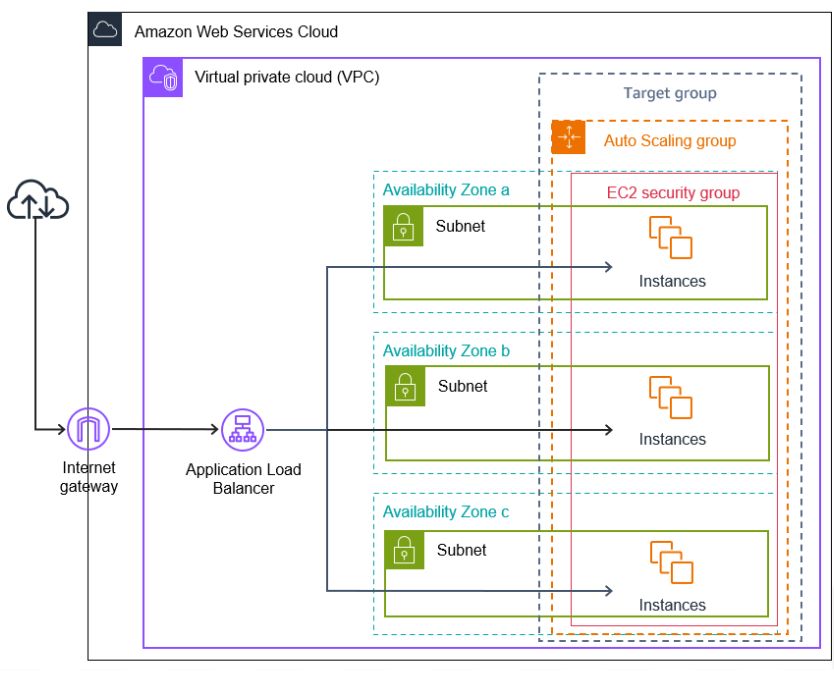 Amazon Web Services Cloud
Virtual private cloud (VPC)
Target group
Auto Scaling group
Availability Zone a
EC2 security group
Subnet
Instances
Availability Zone b
Subnet
Instances
Internet
gateway
Application Load
Balancer
Availability Zone c
Subnet
Instances